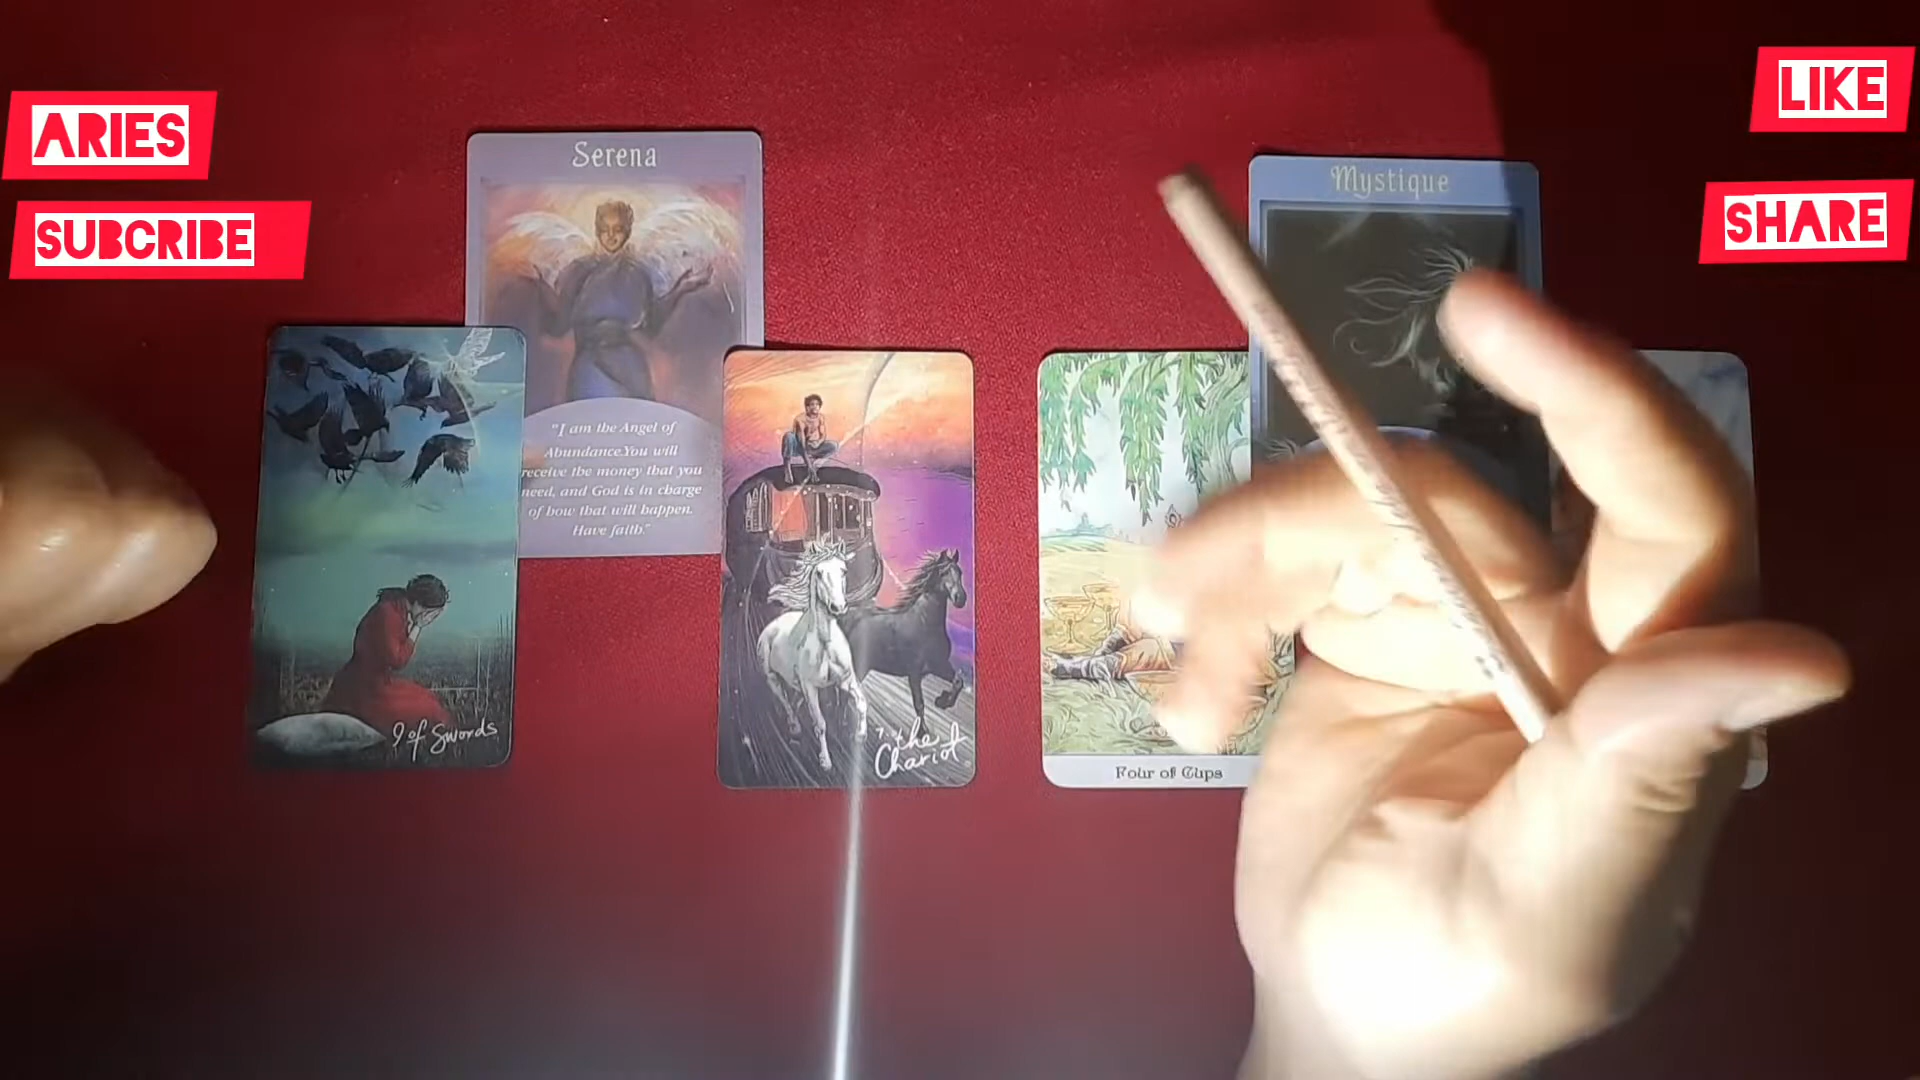 ARIES
SUBCRIBE
LIKE
SHARE
Serena
"I am the Angel of
Abundance.You will
receive the money that you
need, and God is in charge
of how that will happen.
Have faith."
Mystique
9 of Swords
7. the
Chariot
Four of Cups